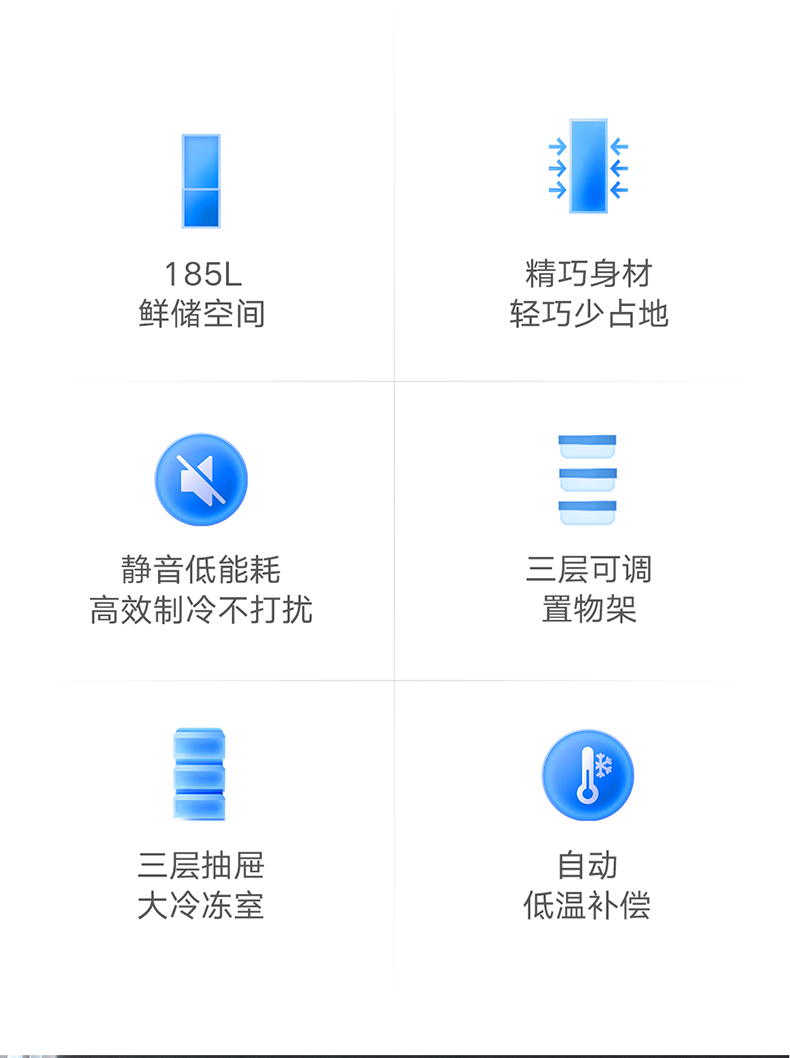 185L
鲜储空间
精巧身材
轻巧少占地
静音低能耗
高效制冷不打扰
三层可调
置物架
三层抽屉
大冷冻室
自动
低温补偿